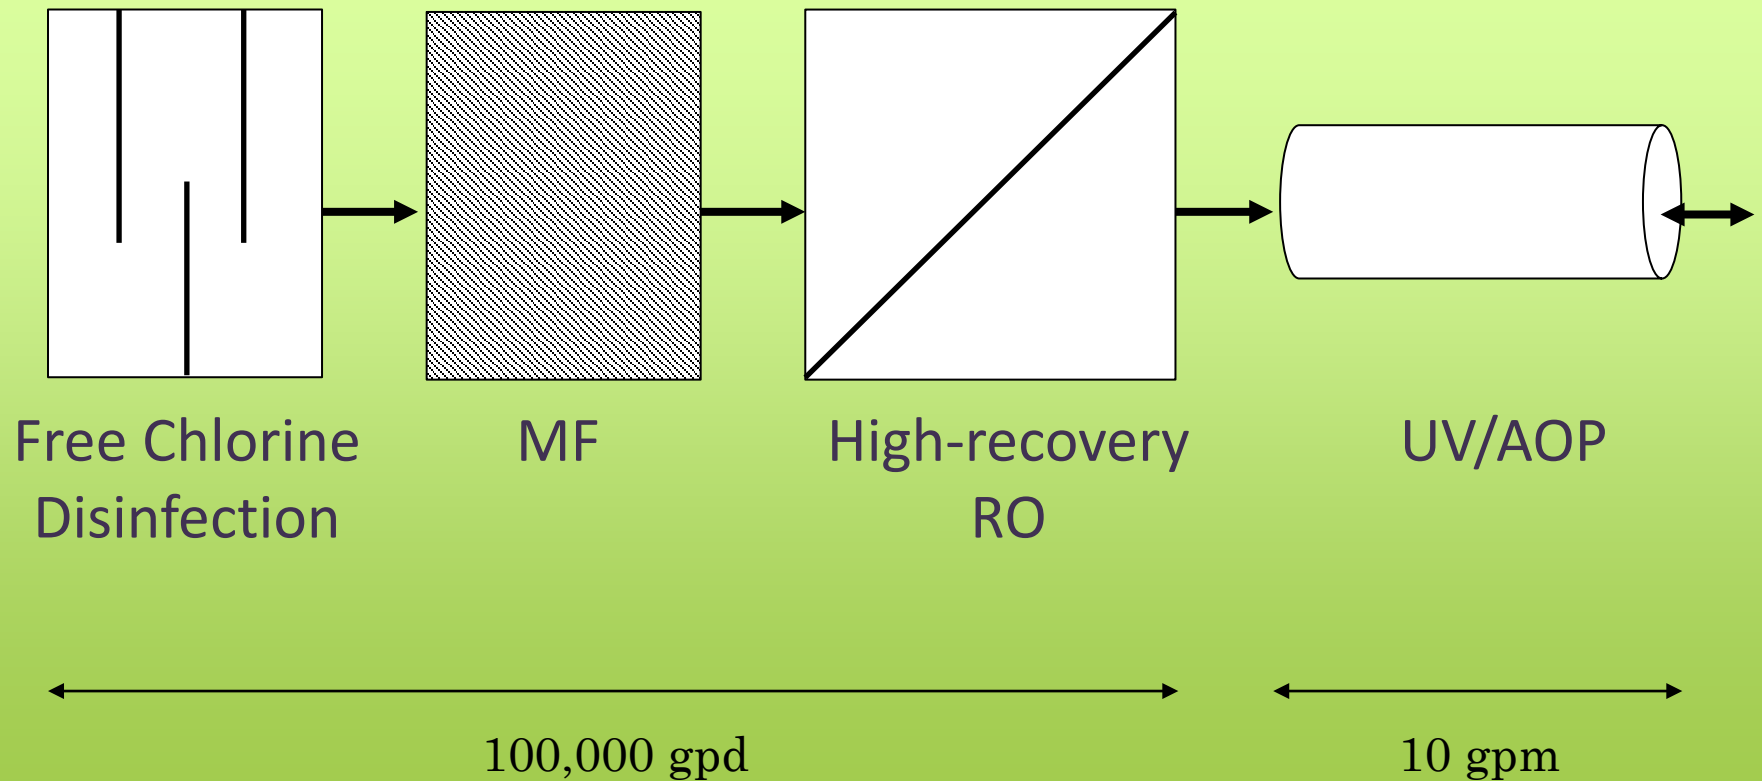 Free Chlorine
Disinfection
MF
High-recovery
RO
UV/AOP
100,000 gpd
10 gpm